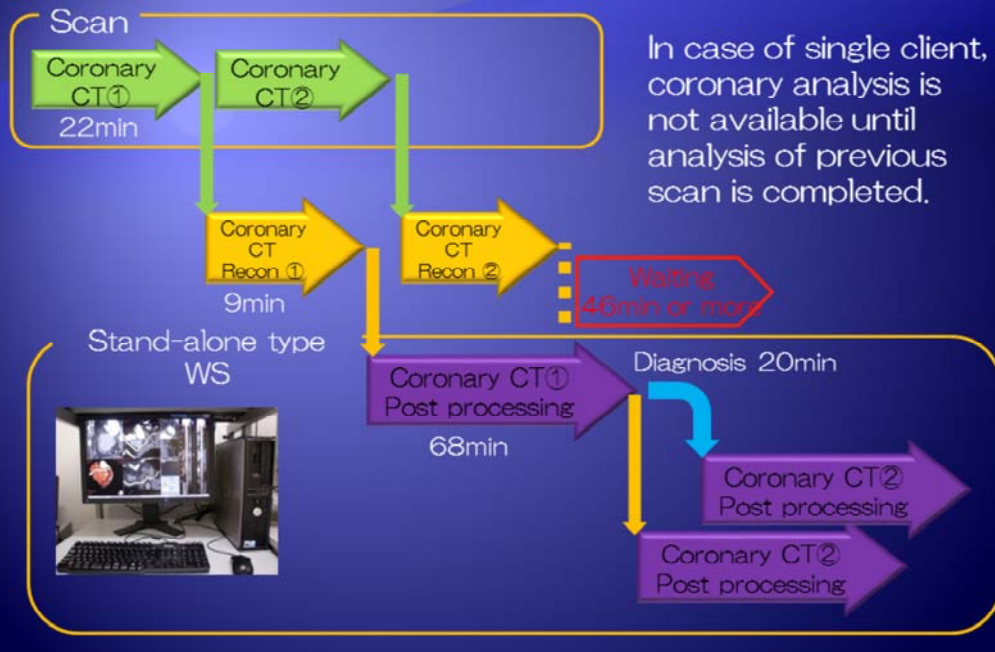 Scan
Coronary
CT①
22min
Coronary
CT②
In case of single client,
coronary analysis is
not available until
analysis of previous
scan is completed.
Coronary
CT
Recon ①
9min
Coronary
CT
Recon ②
Waiting
46min or more
Stand-alone type
WS
Coronary CT①
Post processing
68min
Diagnosis 20min
Coronary CT②
Post processing
Coronary CT②
Post processing